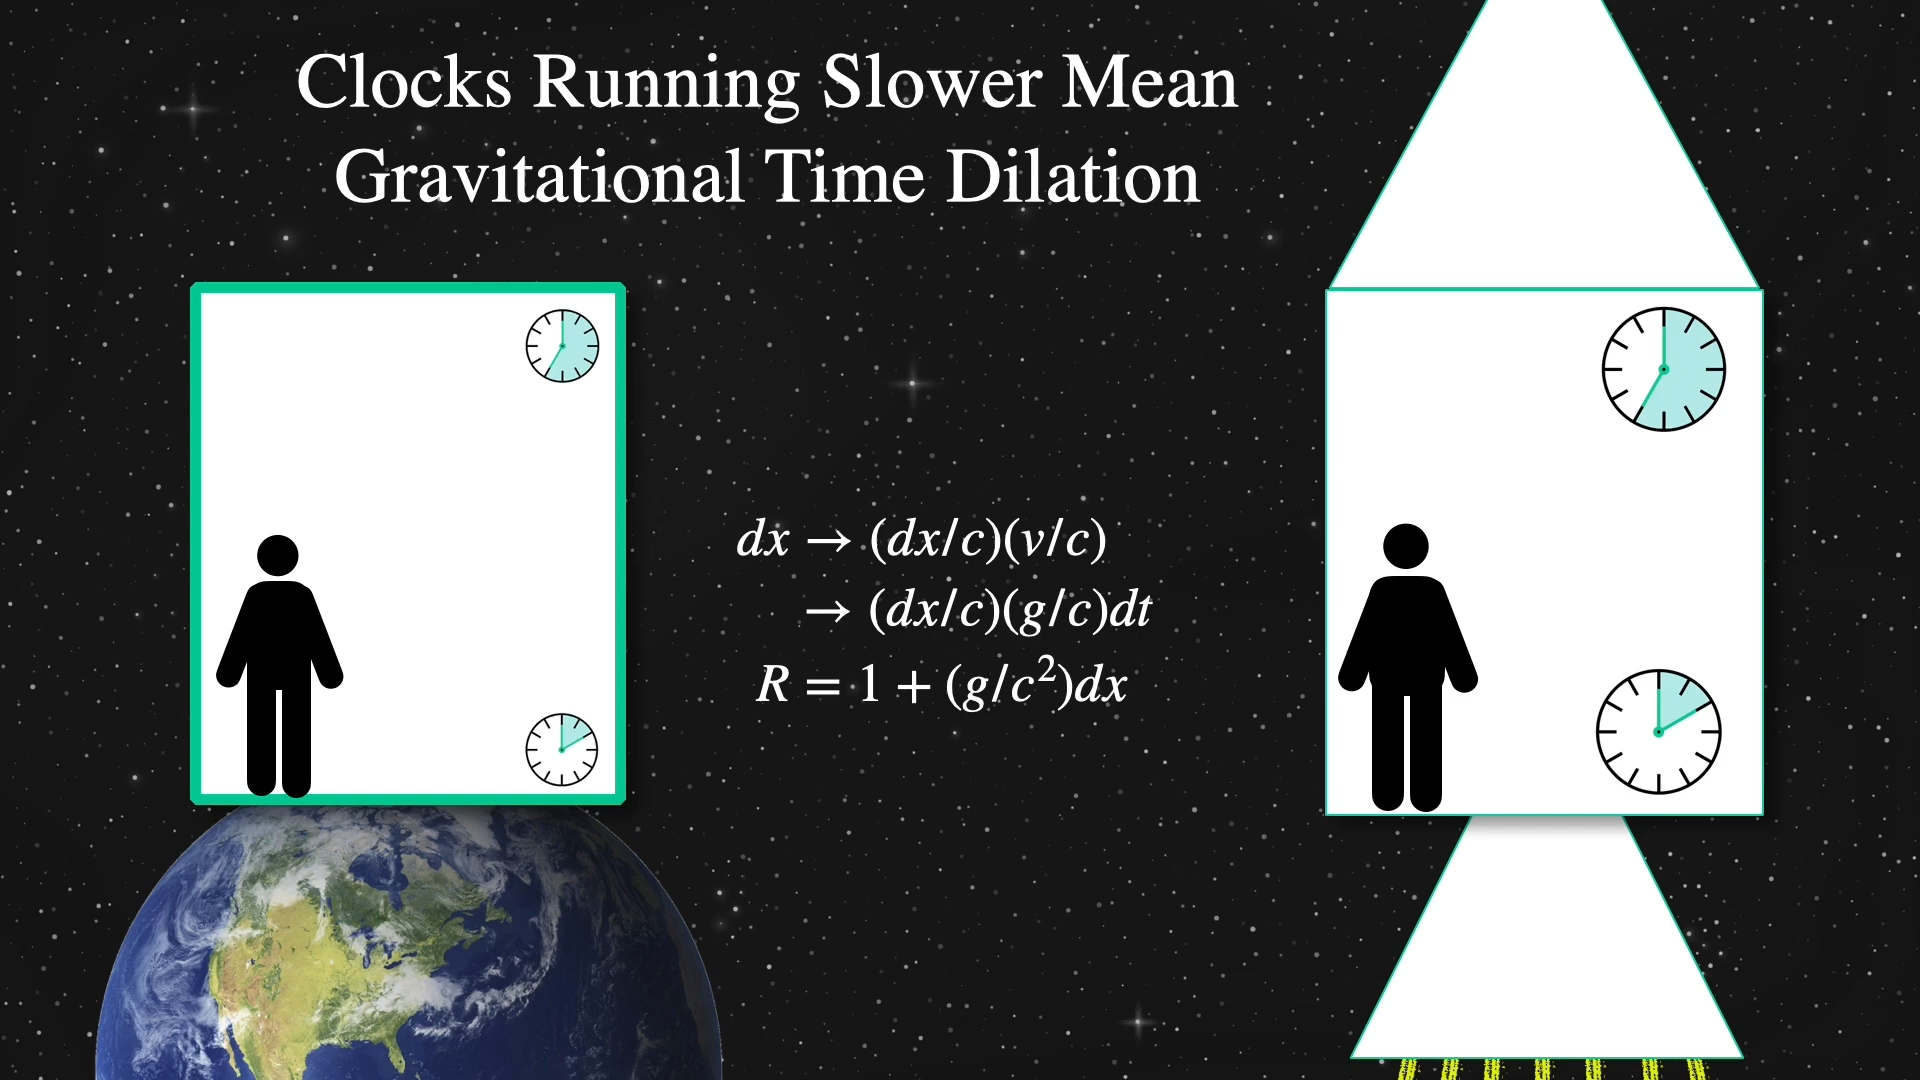 Clocks Running Slower Mean
Gravitational Time Dilation
dx → (dx/c)(v/c)
→ (dx/c)(g/c)dt
R = 1 + (g/c²)dx